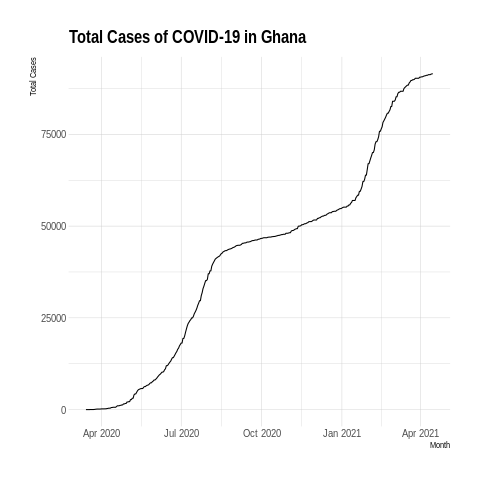 Total Cases of COVID-19 in Ghana
Total Cases
75000
50000
25000
0
Apr 2020 Jul 2020 Oct 2020 Jan 2021 Apr 2021
Month